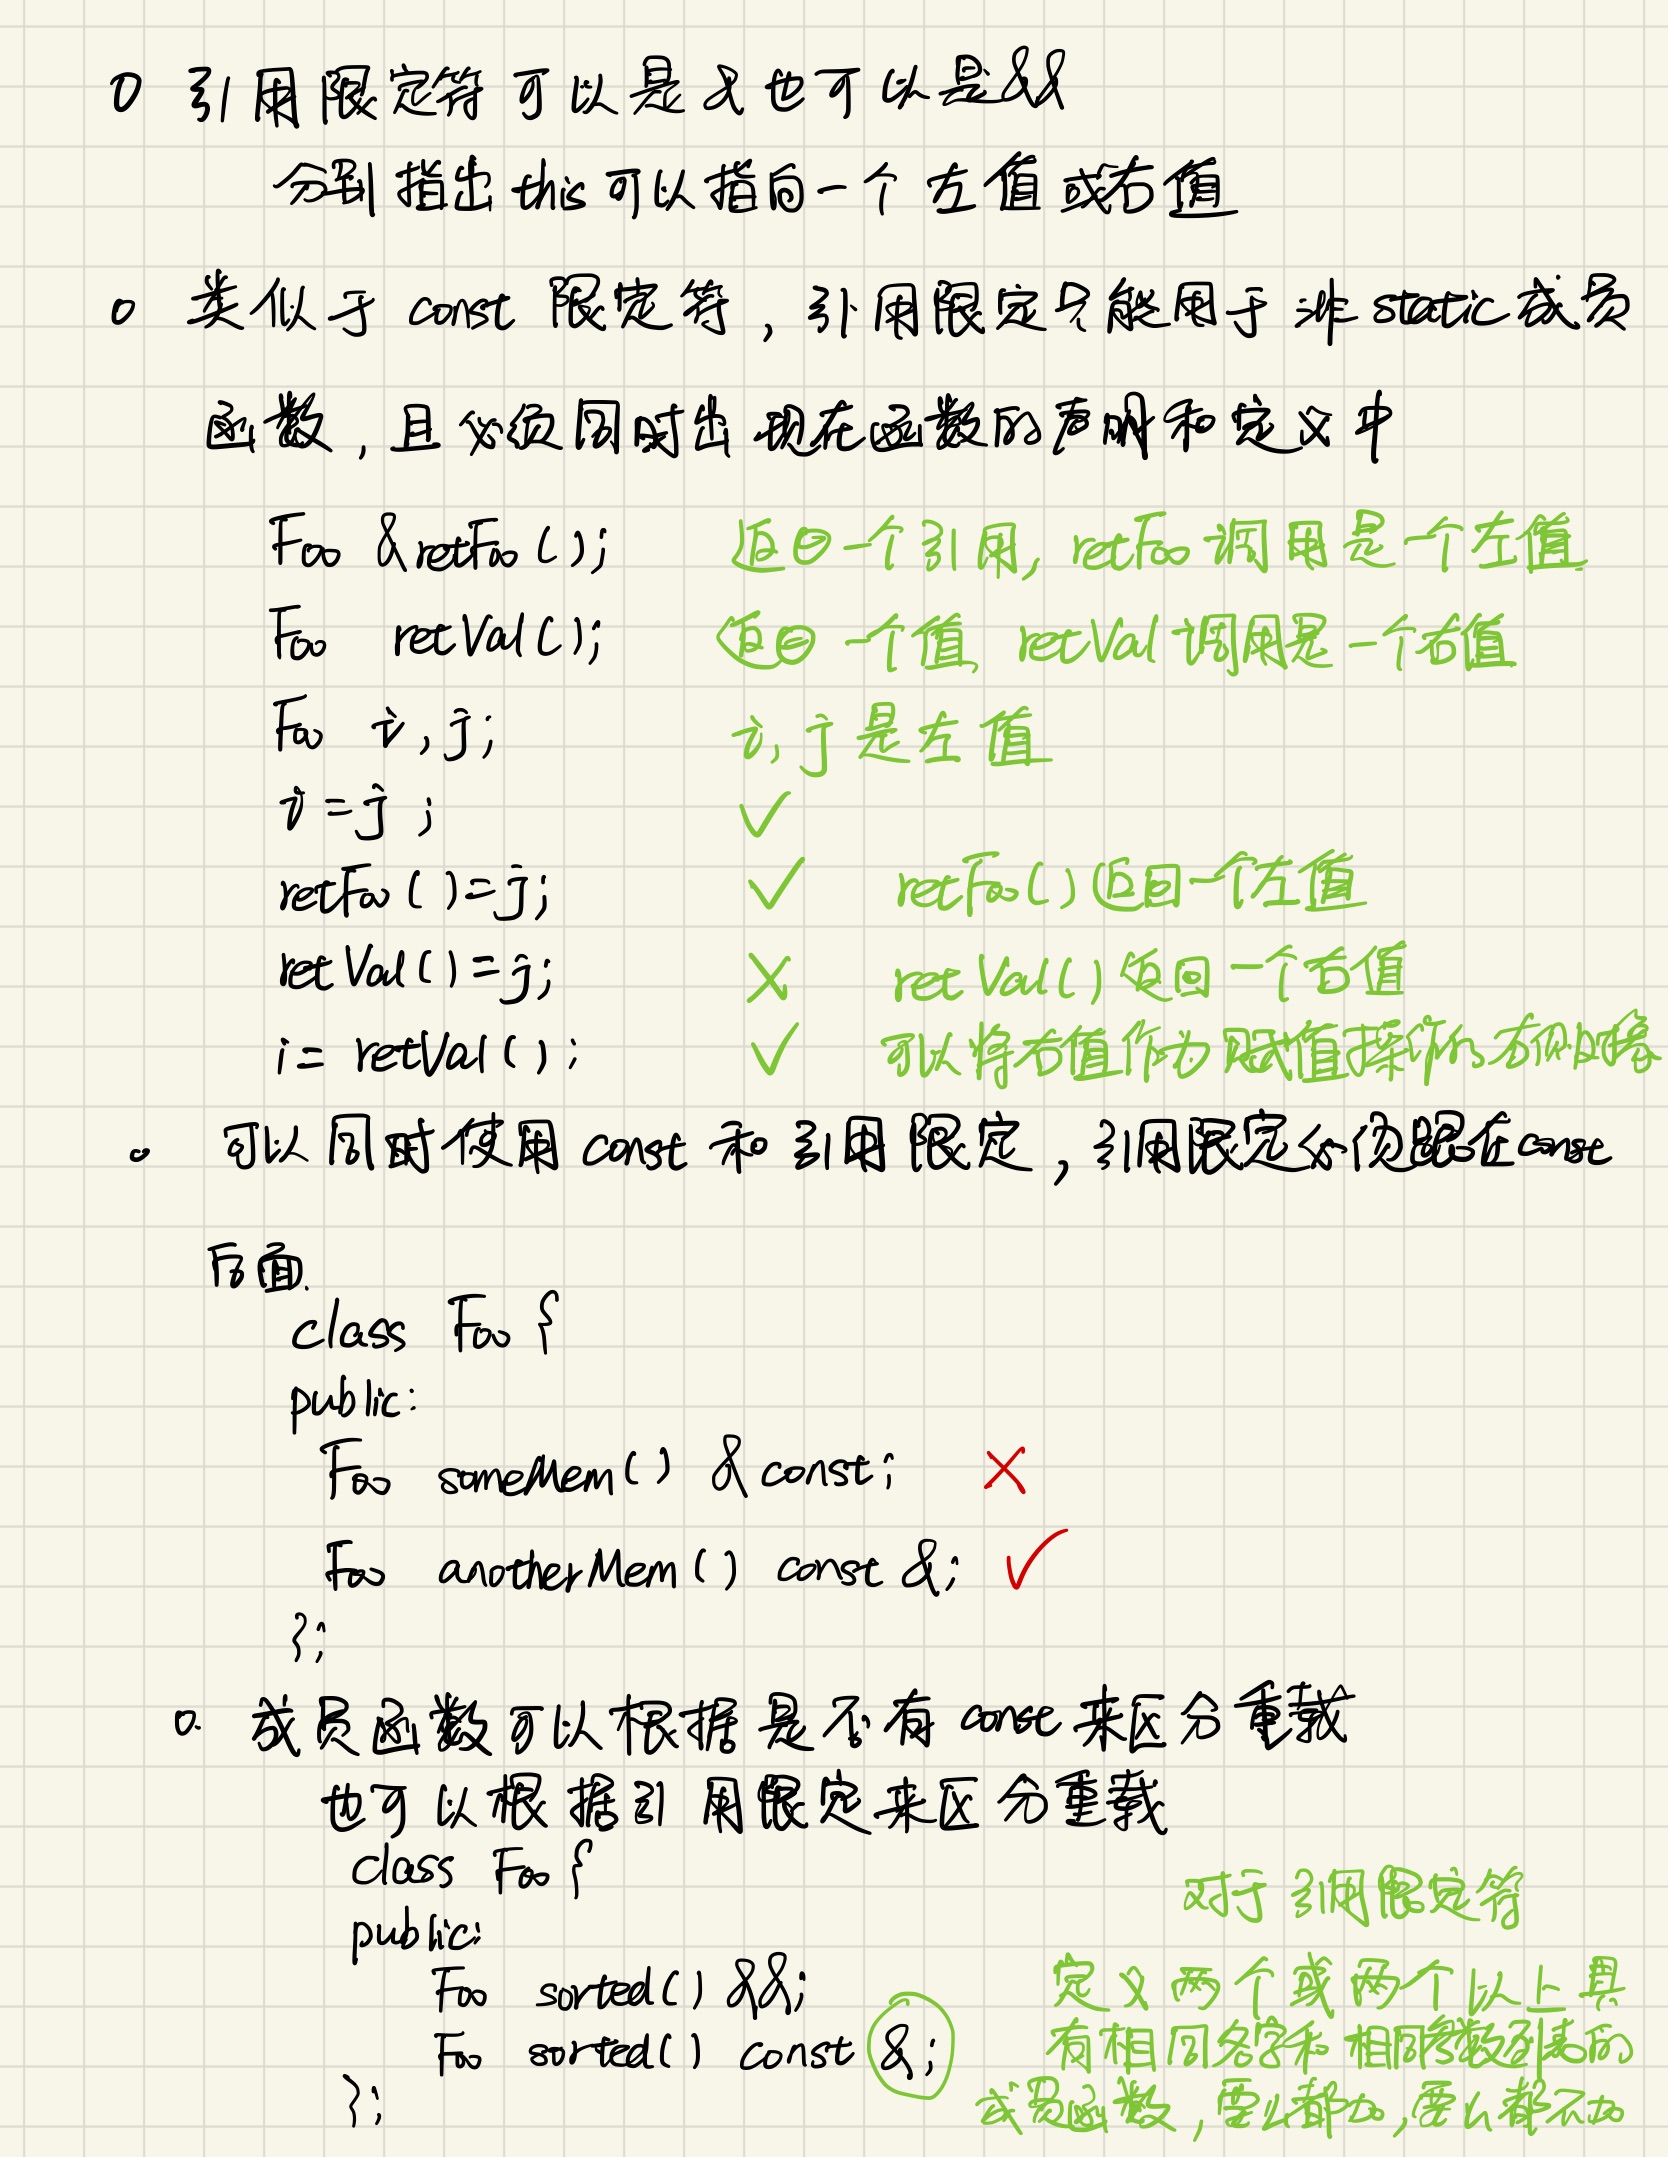 引用限定符可以是&也可以是&&
分别指出this可以指向一个左值或右值
类似于const限定符，引用限定只能用于非static成员
函数，且必须同时出现在函数的声明和定义中
Foo &retFoo(); 返回一个引用，retFoo调用是一个左值
Foo retVal(); 返回一个值，retVal调用是一个右值
Foo i, j; i, j是左值
i = j; ✓
retFoo() = j; ✓ retFoo()返回一个左值
retVal() = j; ✗ retVal()返回一个右值
i = retVal(); ✓ 可以将右值作为赋值操作的右侧对象
可以同时使用const和引用限定，引用限定必须跟在const
后面.
class Foo {
public:
Foo someMem() & const; ✗
Foo anotherMem() const &; ✓
};
成员函数可以根据是否有const来区分重载
也可以根据引用限定来区分重载
class Foo {
public:
Foo sorted() &&;
Foo sorted() const &;
};
对于引用限定符
定义两个或两个以上具
有相同名字和相同参数列表的
成员函数，要么都加，要么都不加